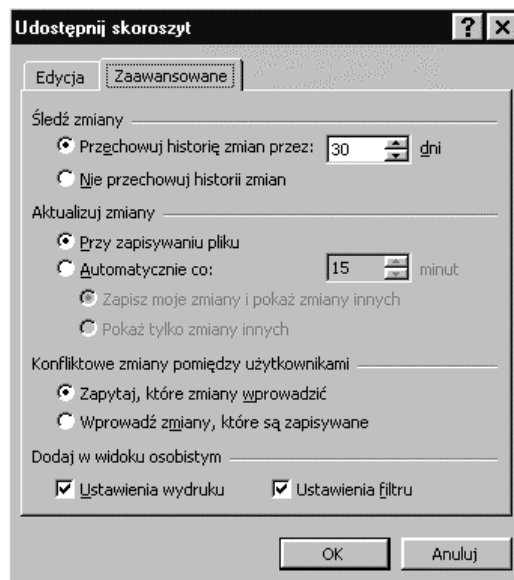 Udostępnij skoroszyt
Edycja Zaawansowane
Śledź zmiany
Przechowuj historię zmian przez: 30 dni
Nie przechowuj historii zmian
Aktualizuj zmiany
Przy zapisywaniu pliku
Automatycznie co: 15 minut
Zapisz moje zmiany i pokaż zmiany innych
Pokaż tylko zmiany innych
Konfliktowe zmiany pomiędzy użytkownikami
Zapytaj, które zmiany wprowadzić
Wprowadź zmiany, które są zapisywane
Dodaj w widoku osobistym
Ustawienia wydruku Ustawienia filtru
OK Anuluj